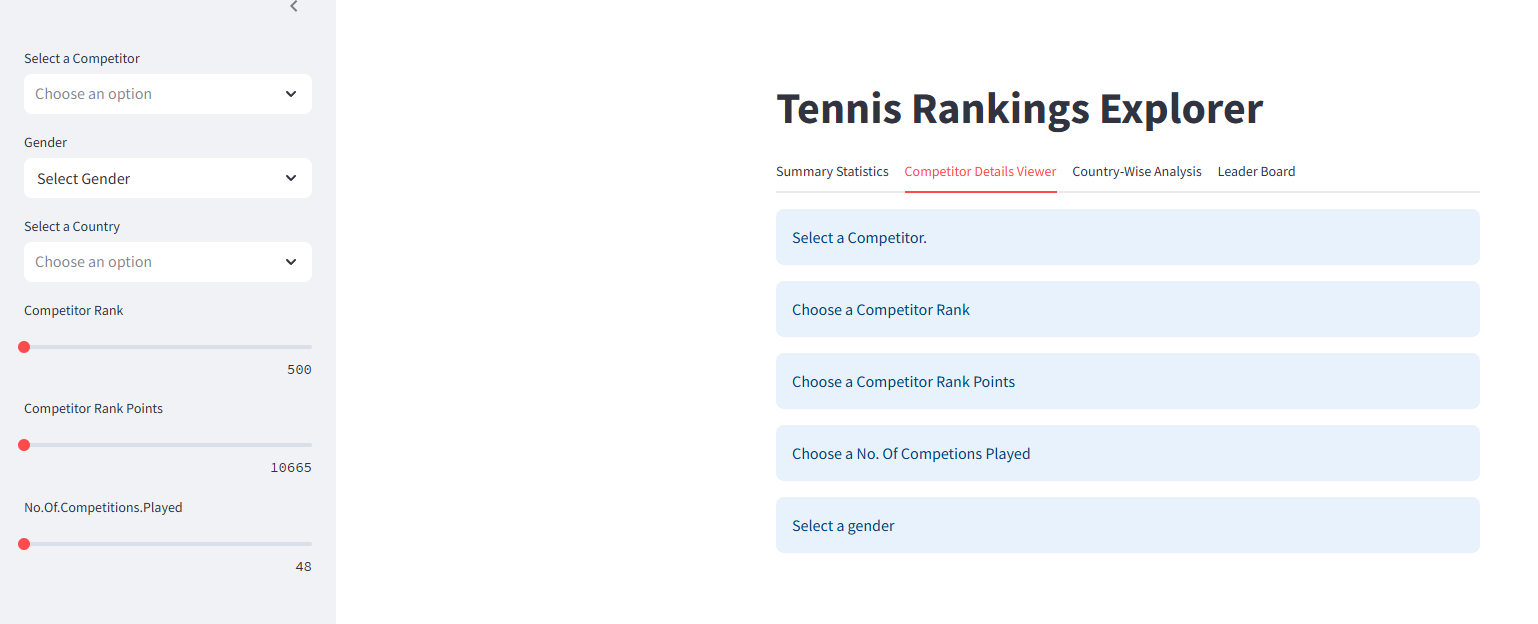 Select a Competitor
Choose an option
Gender
Select Gender
Select a Country
Choose an option
Competitor Rank
500
Competitor Rank Points
10665
No.Of.Competitions.Played
48
Tennis Rankings Explorer
Summary Statistics Competitor Details Viewer Country-Wise Analysis Leader Board
Select a Competitor.
Choose a Competitor Rank
Choose a Competitor Rank Points
Choose a No. Of Competions Played
Select a gender